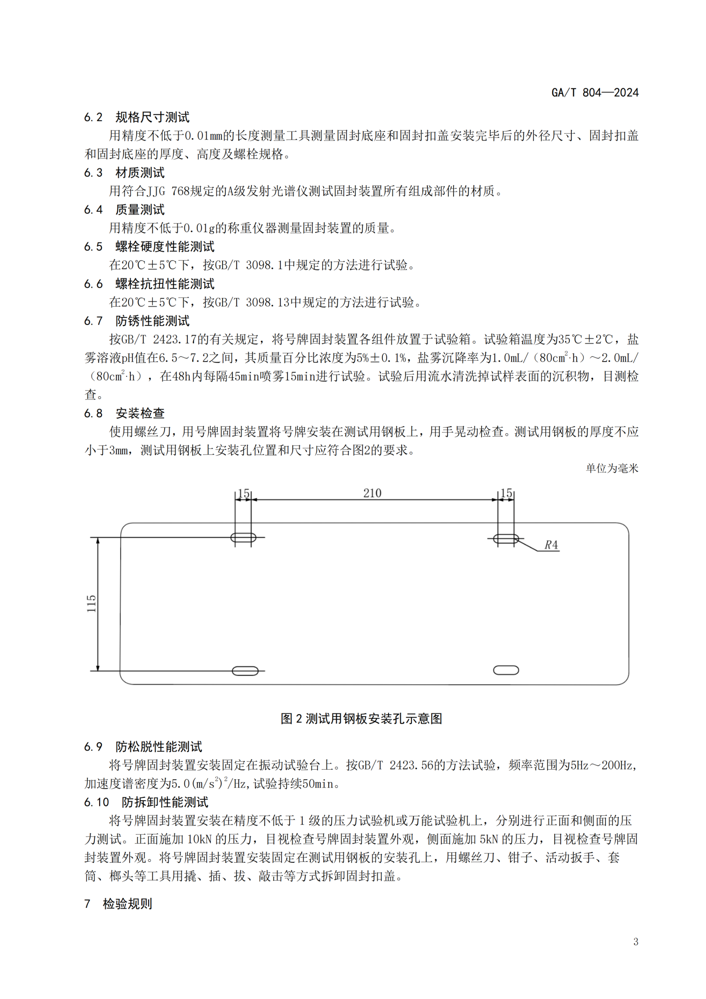 GA/T 804—2024
6.2 规格尺寸测试
用精度不低于0.01mm的长度测量工具测量固封底座和固封扣盖安装完毕后的外径尺寸、固封扣盖
和固封底座的厚度、高度及螺栓规格。
6.3 材质测试
用符合JJG 768规定的A级发射光谱仪测试固封装置所有组成部件的材质。
6.4 质量测试
用精度不低于0.01g的称重仪器测量固封装置的质量。
6.5 螺栓硬度性能测试
在20℃±5℃下，按GB/T 3098.1中规定的方法进行试验。
6.6 螺栓抗扭性能测试
在20℃±5℃下，按GB/T 3098.13中规定的方法进行试验。
6.7 防锈性能测试
按GB/T 2423.17的有关规定，将号牌固封装置各组件放置于试验箱。试验箱温度为35℃±2℃，盐
雾溶液pH值在6.5～7.2之间，其质量百分比浓度为5%±0.1%，盐雾沉降率为1.0mL/（80cm²·h）～2.0mL/
（80cm²·h），在48h内每隔45min喷雾15min进行试验。试验后用流水清洗掉试样表面的沉积物，目测检
查。
6.8 安装检查
使用螺丝刀，用号牌固封装置将号牌安装在测试用钢板上，用手晃动检查。测试用钢板的厚度不应
小于3mm，测试用钢板上安装孔位置和尺寸应符合图2的要求。
单位为毫米
15 210 15
R4
115
图 2 测试用钢板安装孔示意图
6.9 防松脱性能测试
将号牌固封装置安装固定在振动试验台上。按GB/T 2423.56的方法试验，频率范围为5Hz～200Hz,
加速度谱密度为5.0(m/s²)²/Hz,试验持续50min。
6.10 防拆卸性能测试
将号牌固封装置安装在精度不低于 1 级的压力试验机或万能试验机上，分别进行正面和侧面的压
力测试。正面施加 10kN 的压力，目视检查号牌固封装置外观，侧面施加 5kN 的压力，目视检查号牌固
封装置外观。将号牌固封装置安装固定在测试用钢板的安装孔上，用螺丝刀、钳子、活动扳手、套
筒、榔头等工具用撬、插、拔、敲击等方式拆卸固封扣盖。
7 检验规则
3